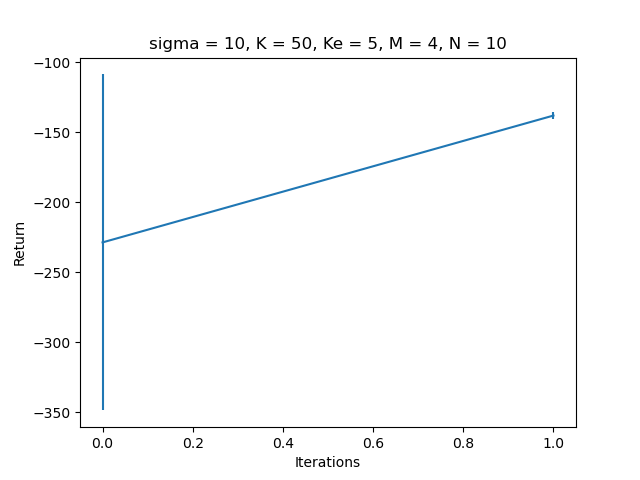 sigma = 10, K = 50, Ke = 5, M = 4, N = 10
−100
−150
−200
−250
−300
−350
Return
0.0 0.2 0.4 0.6 0.8 1.0
Iterations